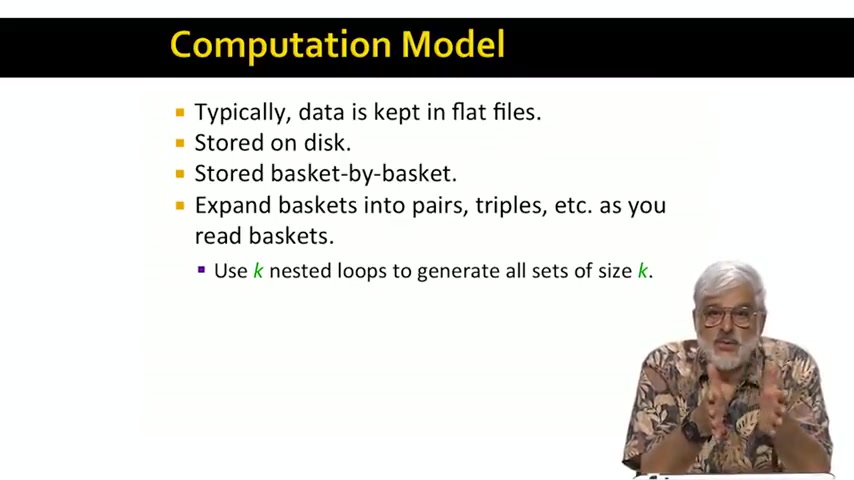 Computation Model
Typically, data is kept in flat files.
Stored on disk.
Stored basket-by-basket.
Expand baskets into pairs, triples, etc. as you
read baskets.
Use k nested loops to generate all sets of size k.